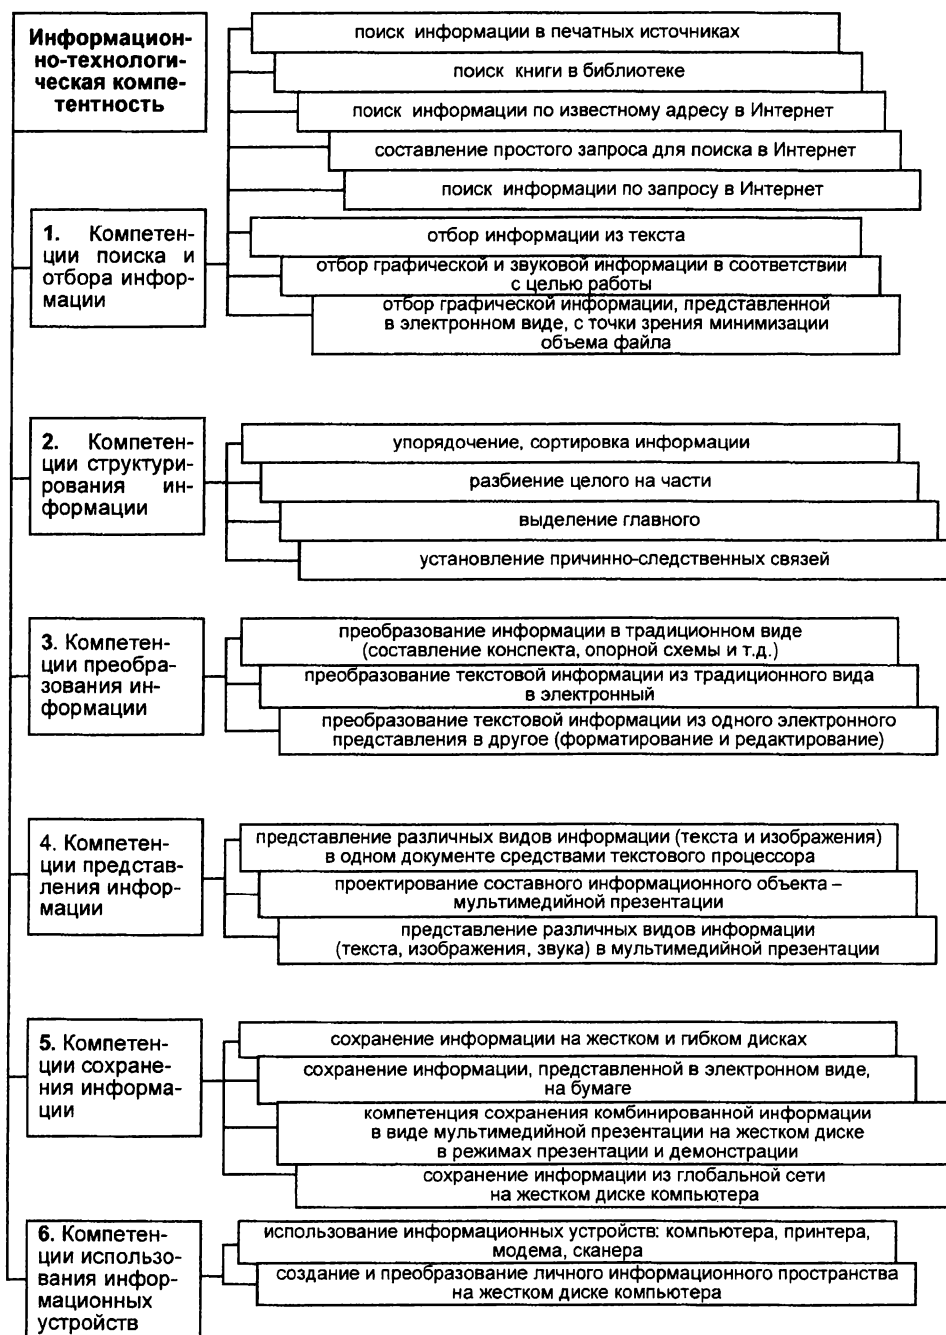 Информацион-
но-технологи-
ческая компе-
тентность
поиск информации в печатных источниках
поиск книги в библиотеке
поиск информации по известному адресу в Интернет
составление простого запроса для поиска в Интернет
поиск информации по запросу в Интернет
1. Компетен-
ции поиска и
отбора инфор-
мации
отбор информации из текста
отбор графической и звуковой информации в соответствии
с целью работы
отбор графической информации, представленной
в электронном виде, с точки зрения минимизации
объема файла
2. Компетен-
ции структури-
рования ин-
формации
упорядочение, сортировка информации
разбиение целого на части
выделение главного
установление причинно-следственных связей
3. Компетен-
ции преобра-
зования ин-
формации
преобразование информации в традиционном виде
(составление конспекта, опорной схемы и т.д.)
преобразование текстовой информации из традиционного вида
в электронный
преобразование текстовой информации из одного электронного
представления в другое (форматирование и редактирование)
4. Компетен-
ции представ-
ления инфор-
мации
представление различных видов информации (текста и изображения)
в одном документе средствами текстового процессора
проектирование составного информационного объекта –
мультимедийной презентации
представление различных видов информации
(текста, изображения, звука) в мультимедийной презентации
5. Компетен-
ции сохране-
ния информа-
ции
сохранение информации на жестком и гибком дисках
сохранение информации, представленной в электронном виде,
на бумаге
компетенция сохранения комбинированной информации
в виде мультимедийной презентации на жестком диске
в режимах презентации и демонстрации
сохранение информации из глобальной сети
на жестком диске компьютера
6. Компетен-
ции использо-
вания инфор-
мационных
устройств
использование информационных устройств: компьютера, принтера,
модема, сканера
создание и преобразование личного информационного пространства
на жестком диске компьютера